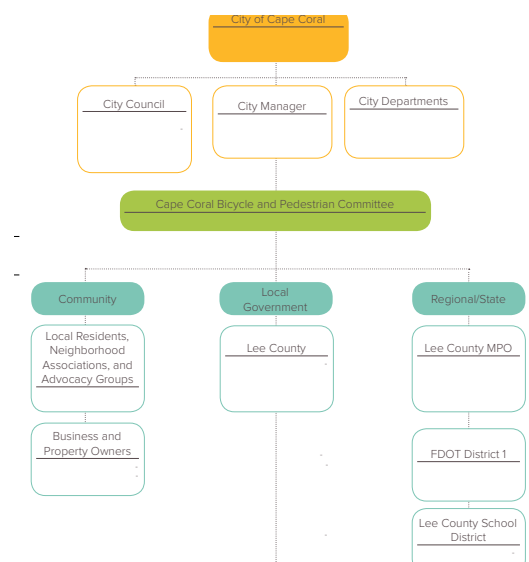 City of Cape Coral
City Council
City Manager
City Departments
Cape Coral Bicycle and Pedestrian Committee
Community
Local
Government
Regional/State
Local Residents,
Neighborhood
Associations, and
Advocacy Groups
Lee County
Lee County MPO
Business and
Property Owners
FDOT District 1
Lee County School
District